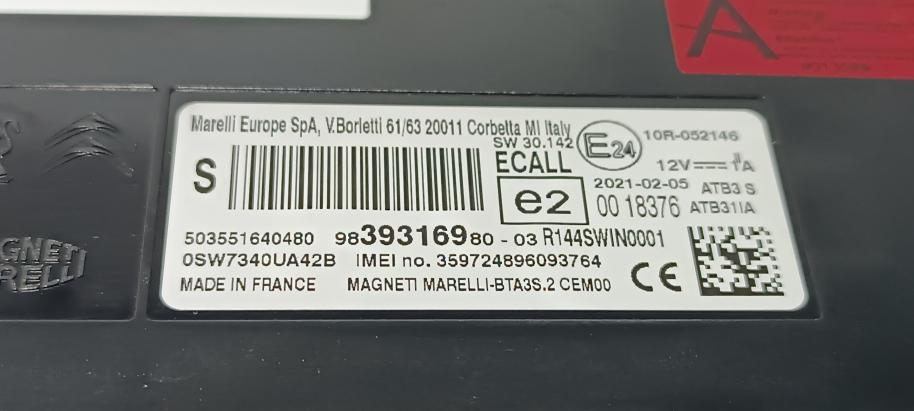 A
Marelli Europe SpA, V.Borletti 61/63 20011 Corbetta MI Italy
SW 30.142
E24
10R-052146
S
ECALL
12V 1A
e2
2021-02-05 ATB3 S
00 18376 ATB31IA
503551640480 9839316980-03 R144SWIN0001
0SW7340UA42B IMEI no. 359724896093764
CE
MADE IN FRANCE MAGNETI MARELLI-BTA3S.2 CEM00